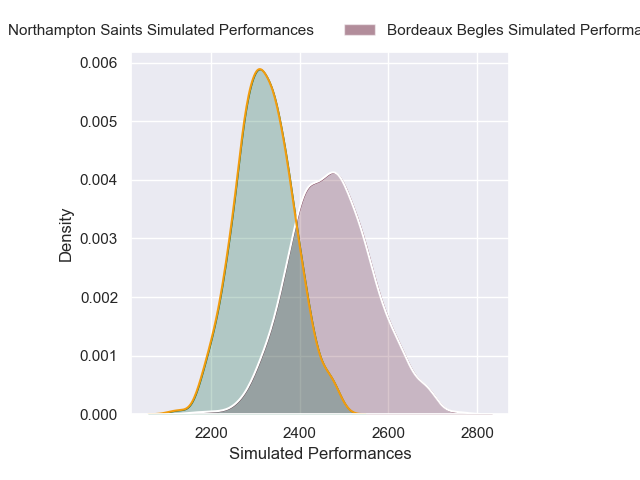 Northampton Saints Simulated Performances
Bordeaux Begles Simulated Performa
0.006
0.005
0.004
0.003
0.002
0.001
0.000
Density
2200 2400 2600 2800
Simulated Performances